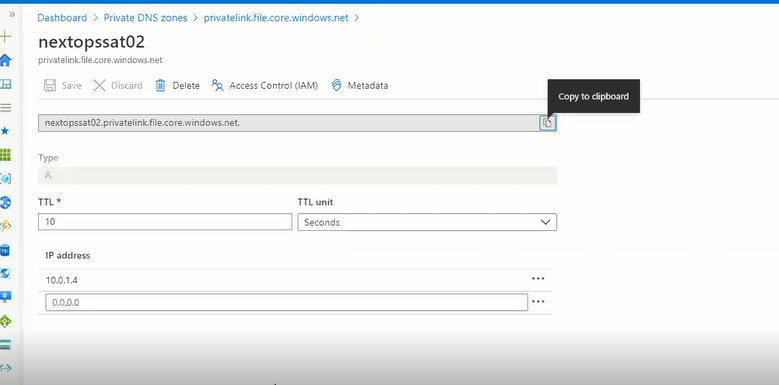 Dashboard > Private DNS zones > privatelink.file.core.windows.net >
nextopssat02
privatelink.file.core.windows.net
Save Discard Delete Access Control (IAM) Metadata
Copy to clipboard
nextopssat02.privatelink.file.core.windows.net.
Type
A
TTL * TTL unit
10 Seconds
IP address
10.0.1.4
0.0.0.0